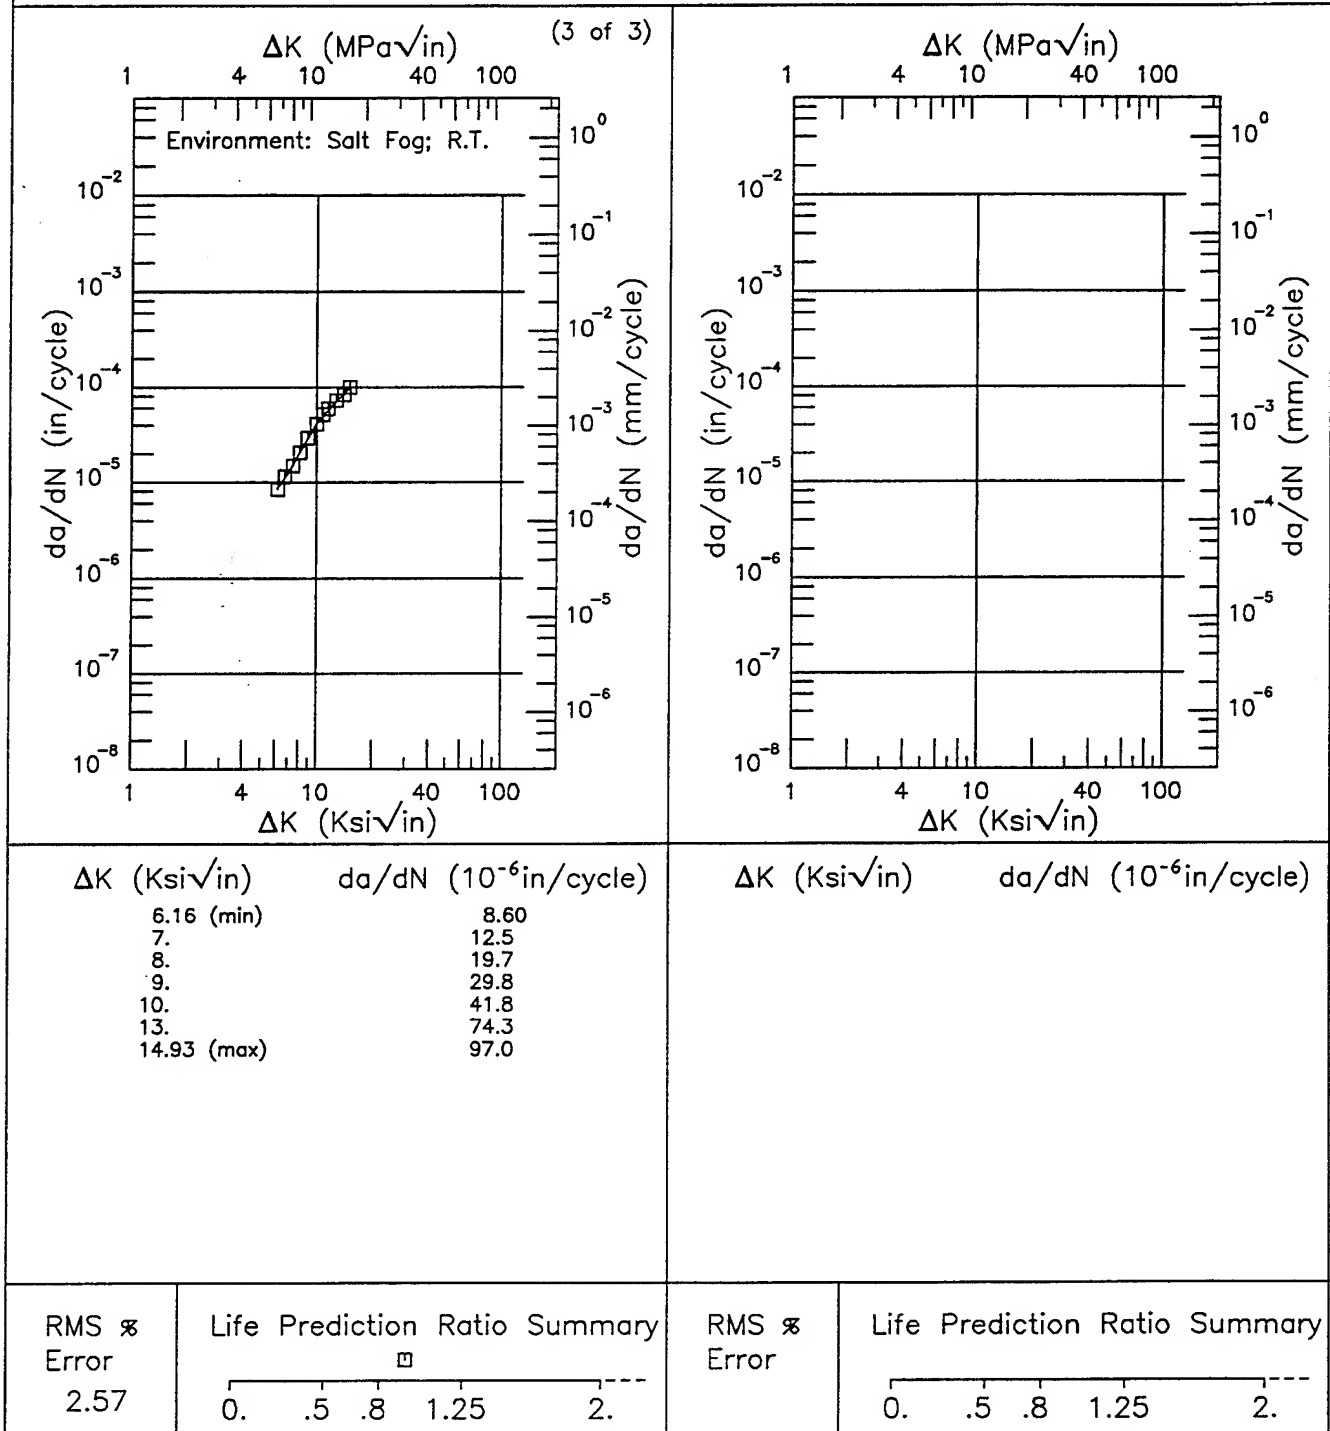 (3 of 3)
ΔK (MPa√in)
1 4 10 40 100
Environment: Salt Fog; R.T.
da/dN (in/cycle)
10⁻²
10⁻³
10⁻⁴
10⁻⁵
10⁻⁶
10⁻⁷
10⁻⁸
10⁰
10⁻¹
10⁻²
10⁻³
10⁻⁴
10⁻⁵
10⁻⁶
da/dN (mm/cycle)
1 4 10 40 100
ΔK (Ksi√in)
ΔK (MPa√in)
1 4 10 40 100
da/dN (in/cycle)
10⁻²
10⁻³
10⁻⁴
10⁻⁵
10⁻⁶
10⁻⁷
10⁻⁸
10⁰
10⁻¹
10⁻²
10⁻³
10⁻⁴
10⁻⁵
10⁻⁶
da/dN (mm/cycle)
1 4 10 40 100
ΔK (Ksi√in)
ΔK (Ksi√in) da/dN (10⁻⁶in/cycle)
6.16 (min) 8.60
7. 12.5
8. 19.7
9. 29.8
10. 41.8
13. 74.3
14.93 (max) 97.0
ΔK (Ksi√in) da/dN (10⁻⁶in/cycle)
RMS %
Error
2.57
Life Prediction Ratio Summary
0. .5 .8 1.25 2.
RMS %
Error
Life Prediction Ratio Summary
0. .5 .8 1.25 2.